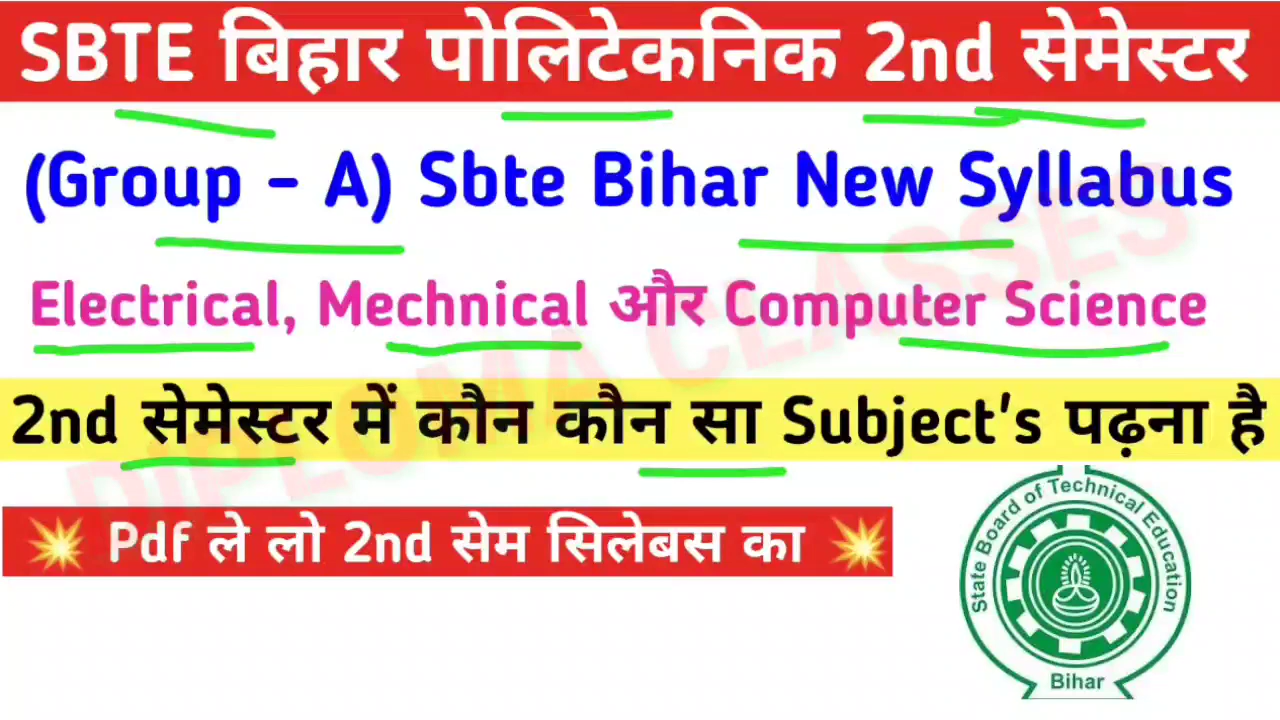 SBTE बिहार पोलिटेकनिक 2nd सेमेस्टर
(Group - A) Sbte Bihar New Syllabus
Electrical, Mechnical और Computer Science
2nd सेमेस्टर में कौन कौन सा Subject's पढ़ना है
💥 Pdf ले लो 2nd सेम सिलेबस का 💥
State Board of Technical Education
Bihar
DIPLOMA CLASSES